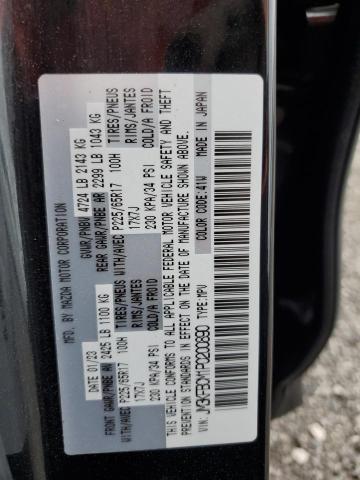 MFD. BY MAZDA MOTOR CORPORATION
DATE 01/23 GVWR/PNBV 4724 LB 2143 KG
FRONT GAWR/PNBE AV 2425 LB 1100 KG REAR GAWR/PNBE AR 2299 LB 1043 KG
WITH/AVEC P225/65R17 100H TIRES/PNEUS WITH/AVEC P225/65R17 100H TIRES/PNEUS
17X7J RIMS/JANTES 17X7J RIMS/JANTES
230 KPA/34 PSI COLD/A FROID 230 KPA/34 PSI COLD/A FROID
THIS VEHICLE CONFORMS TO ALL APPLICABLE FEDERAL MOTOR VEHICLE SAFETY AND THEFT
PREVENTION STANDARDS IN EFFECT ON THE DATE OF MANUFACTURE SHOWN ABOVE.
VIN: TYPE:MPV COLOR CODE:41W MADE IN JAPAN